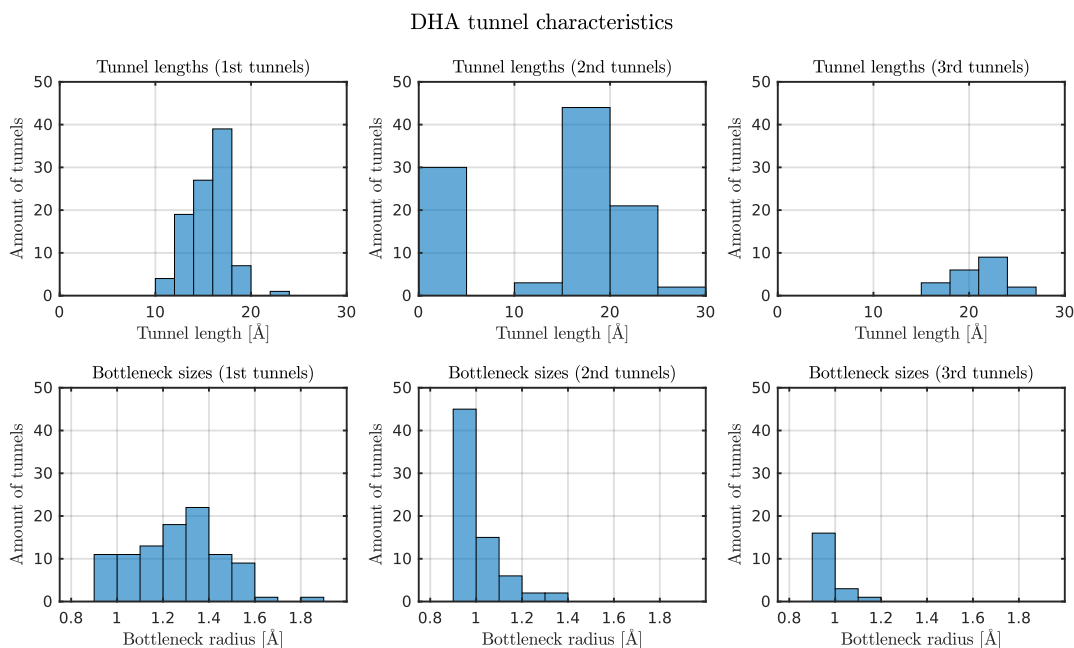 DHA tunnel characteristics
Tunnel lengths (1st tunnels)
50
40
30
20
10
0
Amount of tunnels
0 10 20 30
Tunnel length [Å]
Tunnel lengths (2nd tunnels)
50
40
30
20
10
0
Amount of tunnels
0 10 20 30
Tunnel length [Å]
Tunnel lengths (3rd tunnels)
50
40
30
20
10
0
Amount of tunnels
0 10 20 30
Tunnel length [Å]
Bottleneck sizes (1st tunnels)
50
40
30
20
10
0
Amount of tunnels
0.8 1 1.2 1.4 1.6 1.8
Bottleneck radius [Å]
Bottleneck sizes (2nd tunnels)
50
40
30
20
10
0
Amount of tunnels
0.8 1 1.2 1.4 1.6 1.8
Bottleneck radius [Å]
Bottleneck sizes (3rd tunnels)
50
40
30
20
10
0
Amount of tunnels
0.8 1 1.2 1.4 1.6 1.8
Bottleneck radius [Å]